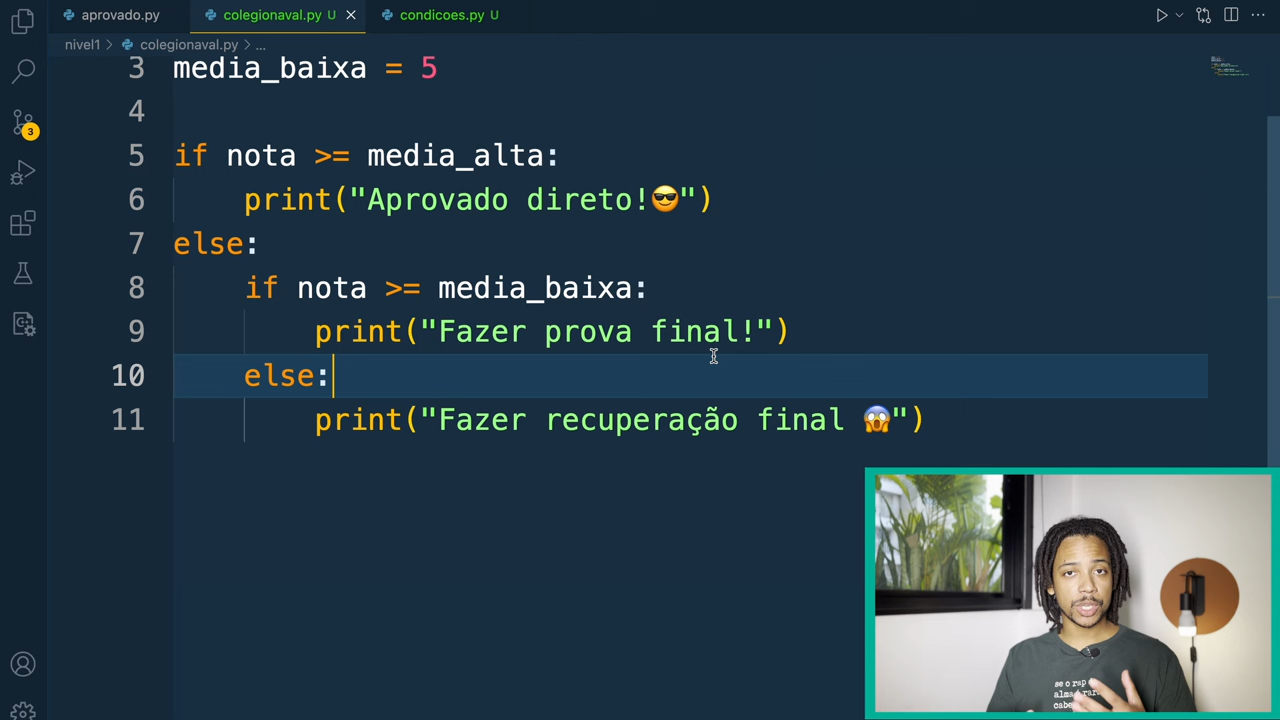 aprovado.py
colegionaval.py U
condicoes.py U
nivel1 > colegionaval.py > ...
3 media_baixa = 5
4
5 if nota >= media_alta:
6 print("Aprovado direto!😎")
7 else:
8 if nota >= media_baixa:
9 print("Fazer prova final!")
10 else:
11 print("Fazer recuperação final 😱")
3
se o rap